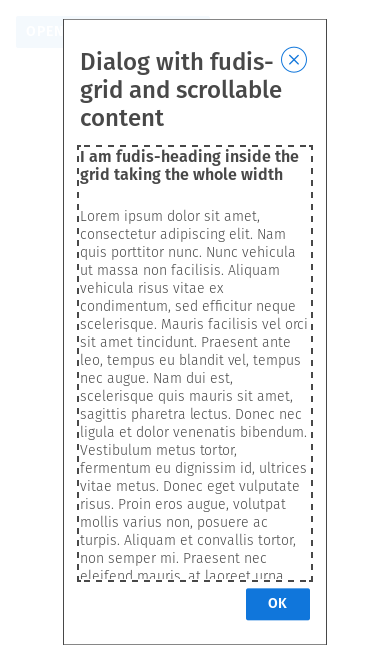 OPEN
Dialog with fudis-
grid and scrollable
content
I am fudis-heading inside the
grid taking the whole width
Lorem ipsum dolor sit amet,
consectetur adipiscing elit. Nam
quis porttitor nunc. Nunc vehicula
ut massa non facilisis. Aliquam
vehicula risus vitae ex
condimentum, sed efficitur neque
scelerisque. Mauris facilisis vel orci
sit amet tincidunt. Praesent ante
leo, tempus eu blandit vel, tempus
nec augue. Nam dui est,
scelerisque quis mauris sit amet,
sagittis pharetra lectus. Donec nec
ligula et dolor venenatis bibendum.
Vestibulum metus tortor,
fermentum eu dignissim id, ultrices
vitae metus. Donec eget vulputate
risus. Proin eros augue, volutpat
mollis varius non, posuere ac
turpis. Aliquam et convallis tortor,
non semper mi. Praesent nec
eleifend mauris, at laoreet urna
OK